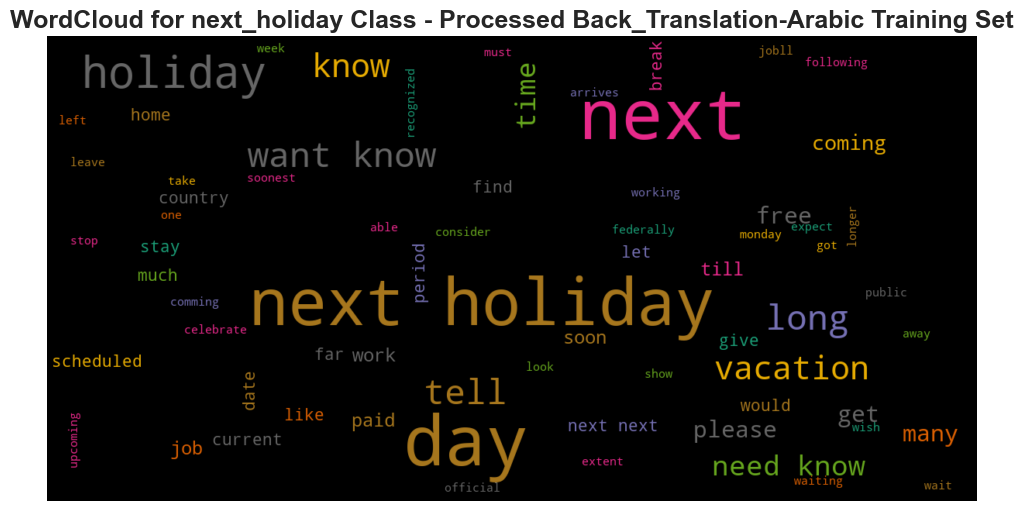 WordCloud for next_holiday Class - Processed Back_Translation-Arabic Training Set
week
must
jobll
holiday
know
time
break
following
recognized
arrives
next
left
home
coming
want know
leave
soonest
take
find
working
country
free
one
able
federally
expect
longer
stop
stay
consider
monday
got
period
let
much
till
comming
next holiday
public
long
celebrate
soon
give
away
scheduled
far
work
look
show
vacation
date
tell
would
upcoming
like
paid
day
next next
please
get
wish
many
job
current
extent
need know
official
waiting
wait